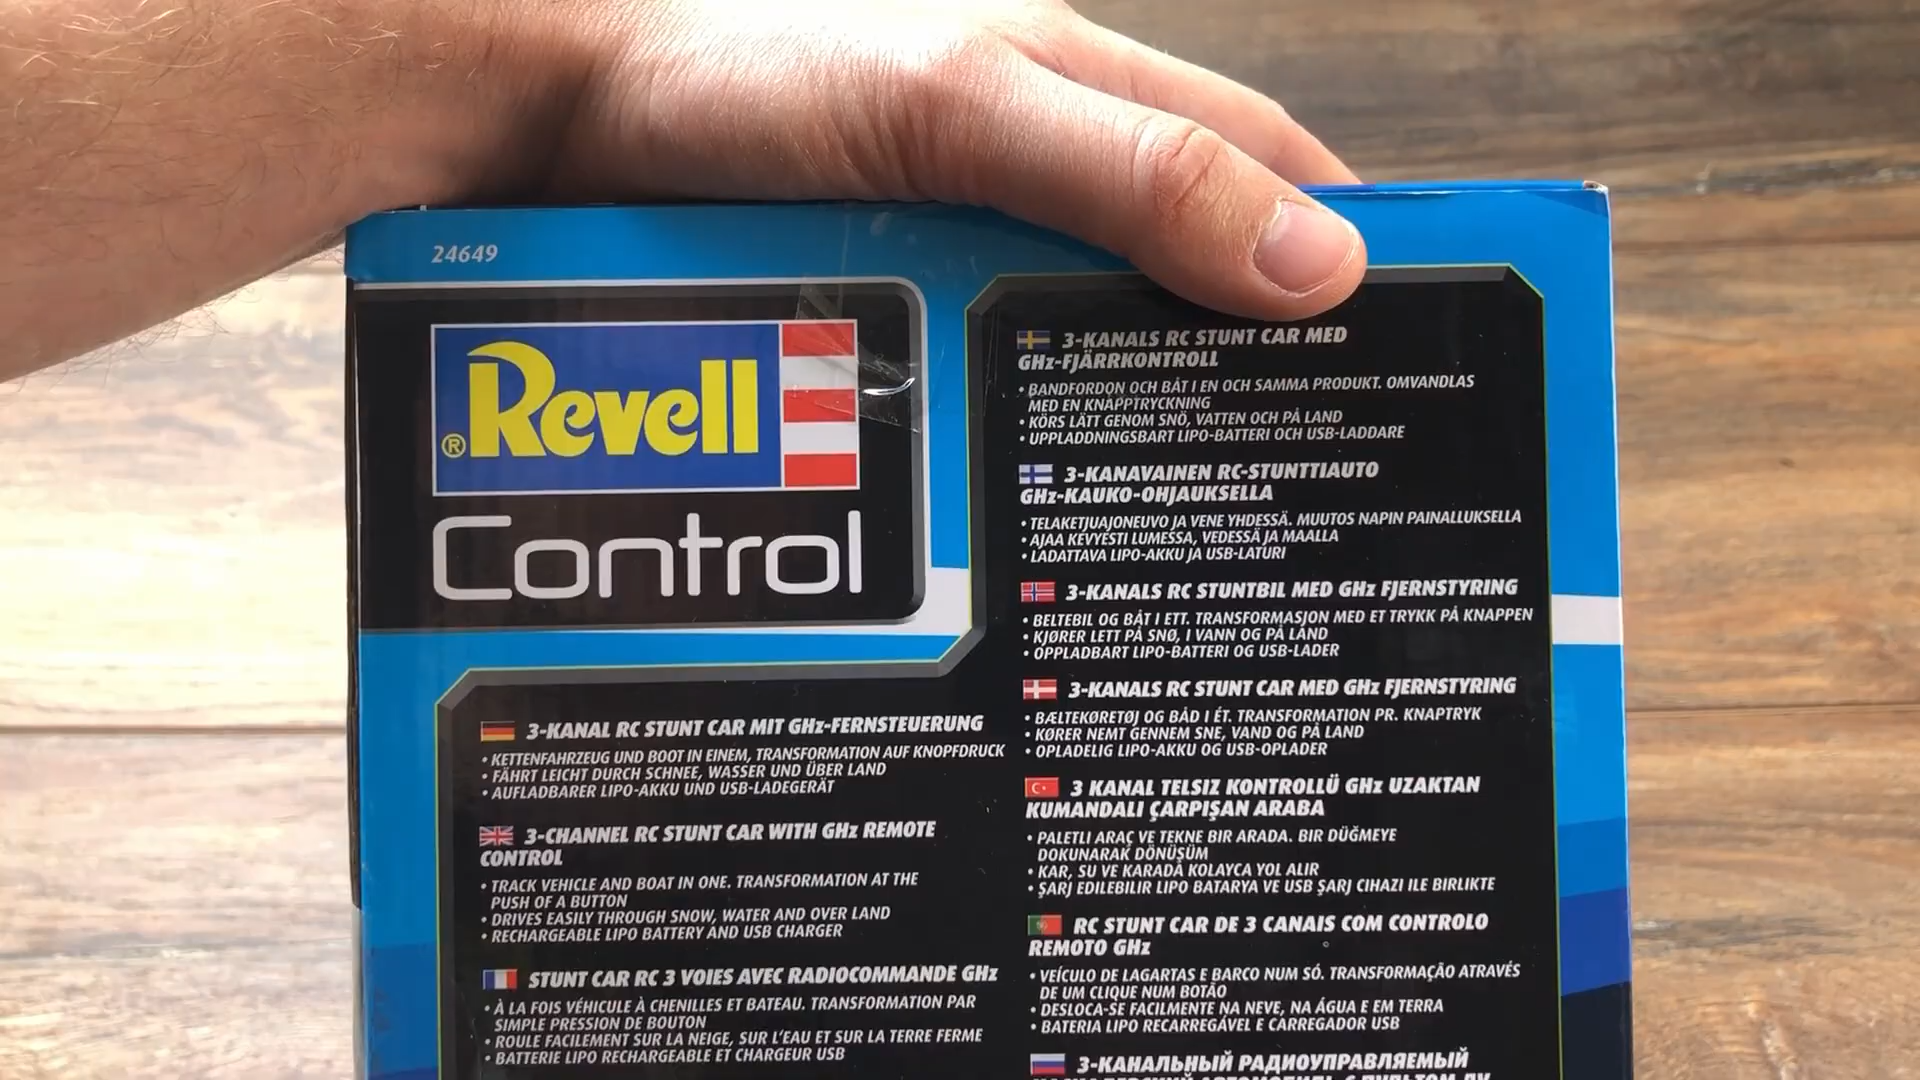 24649
Revell
®
Control
3-KANAL RC STUNT CAR MIT GHz-FERNSTEUERUNG
• KETTENFAHRZEUG UND BOOT IN EINEM, TRANSFORMATION AUF KNOPFDRUCK
• FÄHRT LEICHT DURCH SCHNEE, WASSER UND ÜBER LAND
• AUFLADBARER LIPO-AKKU UND USB-LADEGERÄT
3-CHANNEL RC STUNT CAR WITH GHz REMOTE
CONTROL
• TRACK VEHICLE AND BOAT IN ONE. TRANSFORMATION AT THE
PUSH OF A BUTTON
• DRIVES EASILY THROUGH SNOW, WATER AND OVER LAND
• RECHARGEABLE LIPO BATTERY AND USB CHARGER
STUNT CAR RC 3 VOIES AVEC RADIOCOMMANDE GHz
• À LA FOIS VÉHICULE À CHENILLES ET BATEAU. TRANSFORMATION PAR
SIMPLE PRESSION DE BOUTON
• ROULE FACILEMENT SUR LA NEIGE, SUR L'EAU ET SUR LA TERRE FERME
• BATTERIE LIPO RECHARGEABLE ET CHARGEUR USB
3-KANALS RC STUNT CAR MED
GHz-FJÄRRKONTROLL
• BANDFORDON OCH BÅT I EN OCH SAMMA PRODUKT. OMVANDLAS
MED EN KNAPPTRYCKNING
• KÖRS LÄTT GENOM SNÖ, VATTEN OCH PÅ LAND
• UPPLADDNINGSBART LIPO-BATTERI OCH USB-LADDARE
3-KANAVAINEN RC-STUNTTIAUTO
GHz-KAUKO-OHJAUKSELLA
• TELAKETJUAJONEUVO JA VENE YHDESSÄ. MUUTOS NAPIN PAINALLUKSELLA
• AJAA KEVYESTI LUMESSA, VEDESSÄ JA MAALLA
• LADATTAVA LIPO-AKKU JA USB-LATURI
3-KANALS RC STUNTBIL MED GHz FJERNSTYRING
• BELTEBIL OG BÅT I ETT. TRANSFORMASJON MED ET TRYKK PÅ KNAPPEN
• KJØRER LETT PÅ SNØ, I VANN OG PÅ LAND
• OPPLADBART LIPO-BATTERI OG USB-LADER
3-KANALS RC STUNT CAR MED GHz FJERNSTYRING
• BÆLTEKØRETØJ OG BÅD I ÉT. TRANSFORMATION PR. KNAPTRYK
• KØRER NEMT GENNEM SNE, VAND OG PÅ LAND
• OPLADELIG LIPO-AKKU OG USB-OPLADER
3 KANAL TELSIZ KONTROLLÜ GHz UZAKTAN
KUMANDALI ÇARPIŞAN ARABA
• PALETLI ARAÇ VE TEKNE BIR ARADA. BIR DÜĞMEYE
DOKUNARAK DÖNÜŞÜM
• KAR, SU VE KARADA KOLAYCA YOL ALIR
• ŞARJ EDILEBILIR LIPO BATARYA VE USB ŞARJ CIHAZI ILE BIRLIKTE
RC STUNT CAR DE 3 CANAIS COM CONTROLO
REMOTO GHz
• VEÍCULO DE LAGARTAS E BARCO NUM SÓ. TRANSFORMAÇÃO ATRAVÉS
DE UM CLIQUE NUM BOTÃO
• DESLOCA-SE FACILMENTE NA NEVE, NA ÁGUA E EM TERRA
• BATERIA LIPO RECARREGÁVEL E CARREGADOR USB
3-КАНАЛЬНЫЙ РАДИОУПРАВЛЯЕМЫЙ